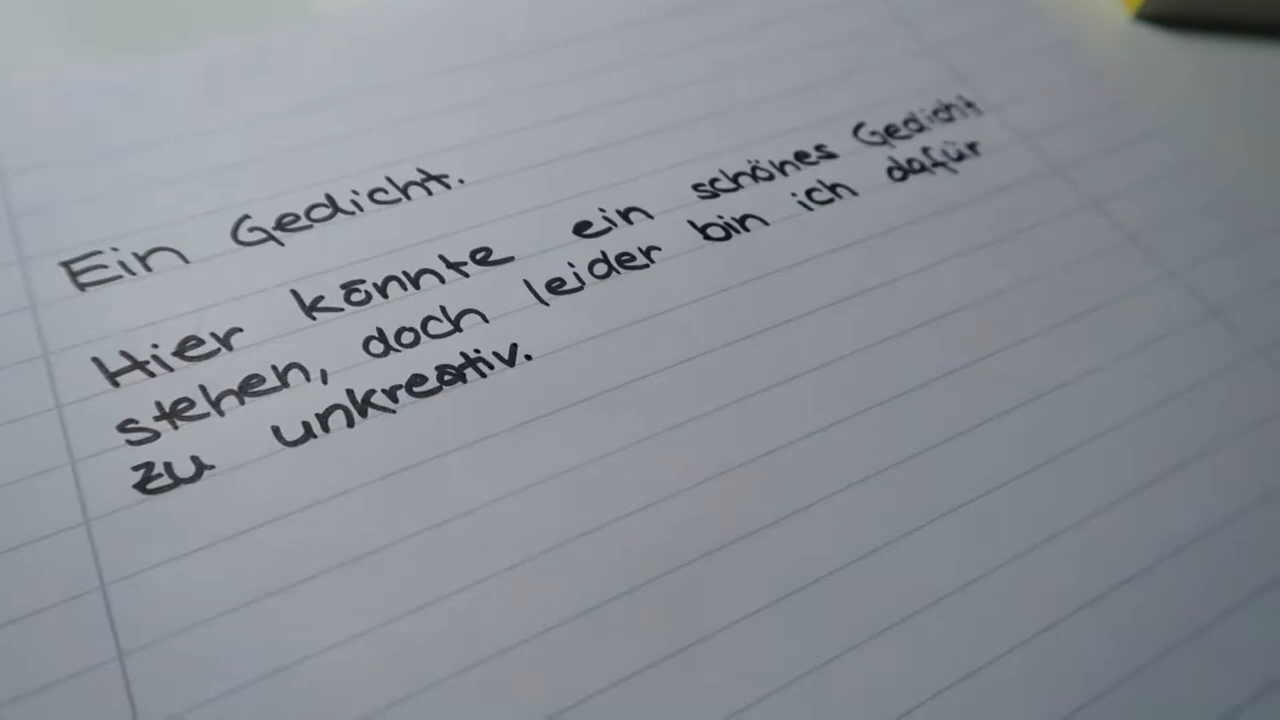 Ein Gedicht.
Hier könnte ein schönes Gedicht
stehen, doch leider bin ich dafür
zu unkreativ.